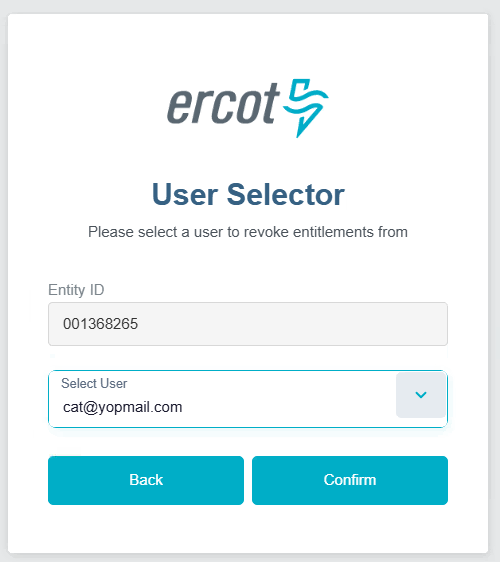 ercot
User Selector
Please select a user to revoke entitlements from
Entity ID
001368265
Select User
cat@yopmail.com
Back
Confirm